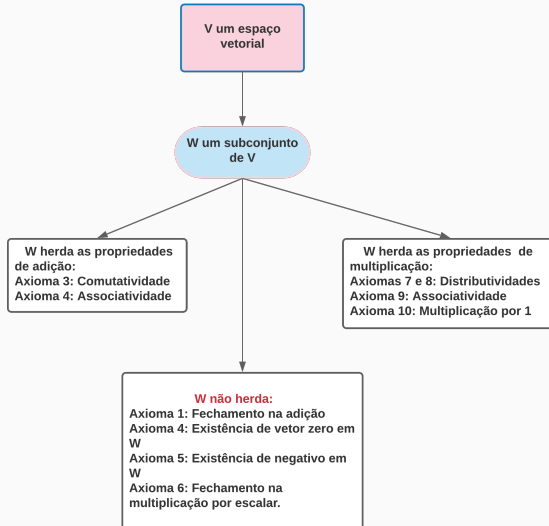 V um espaço
vetorial
W um subconjunto
de V
W herda as propriedades
de adição:
Axioma 3: Comutatividade
Axioma 4: Associatividade
W herda as propriedades de
multiplicação:
Axiomas 7 e 8: Distributividades
Axioma 9: Associatividade
Axioma 10: Multiplicação por 1
W não herda:
Axioma 1: Fechamento na adição
Axioma 4: Existência de vetor zero em
W
Axioma 5: Existência de negativo em
W
Axioma 6: Fechamento na
multiplicação por escalar.